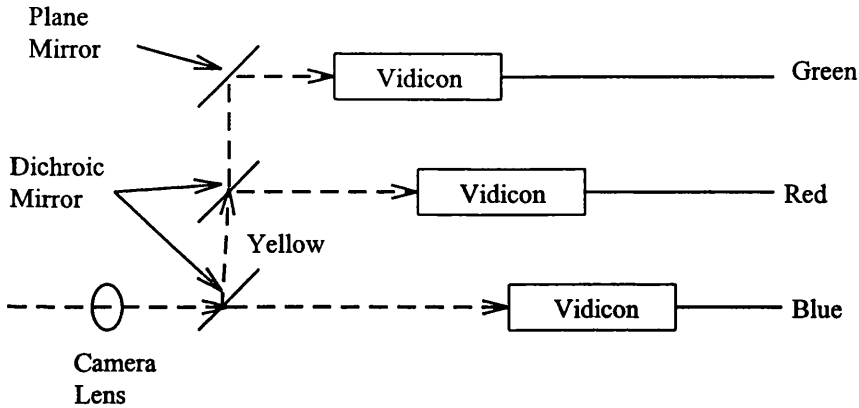 Plane
Mirror
Vidicon
Green
Dichroic
Mirror
Vidicon
Red
Yellow
Vidicon
Blue
Camera
Lens